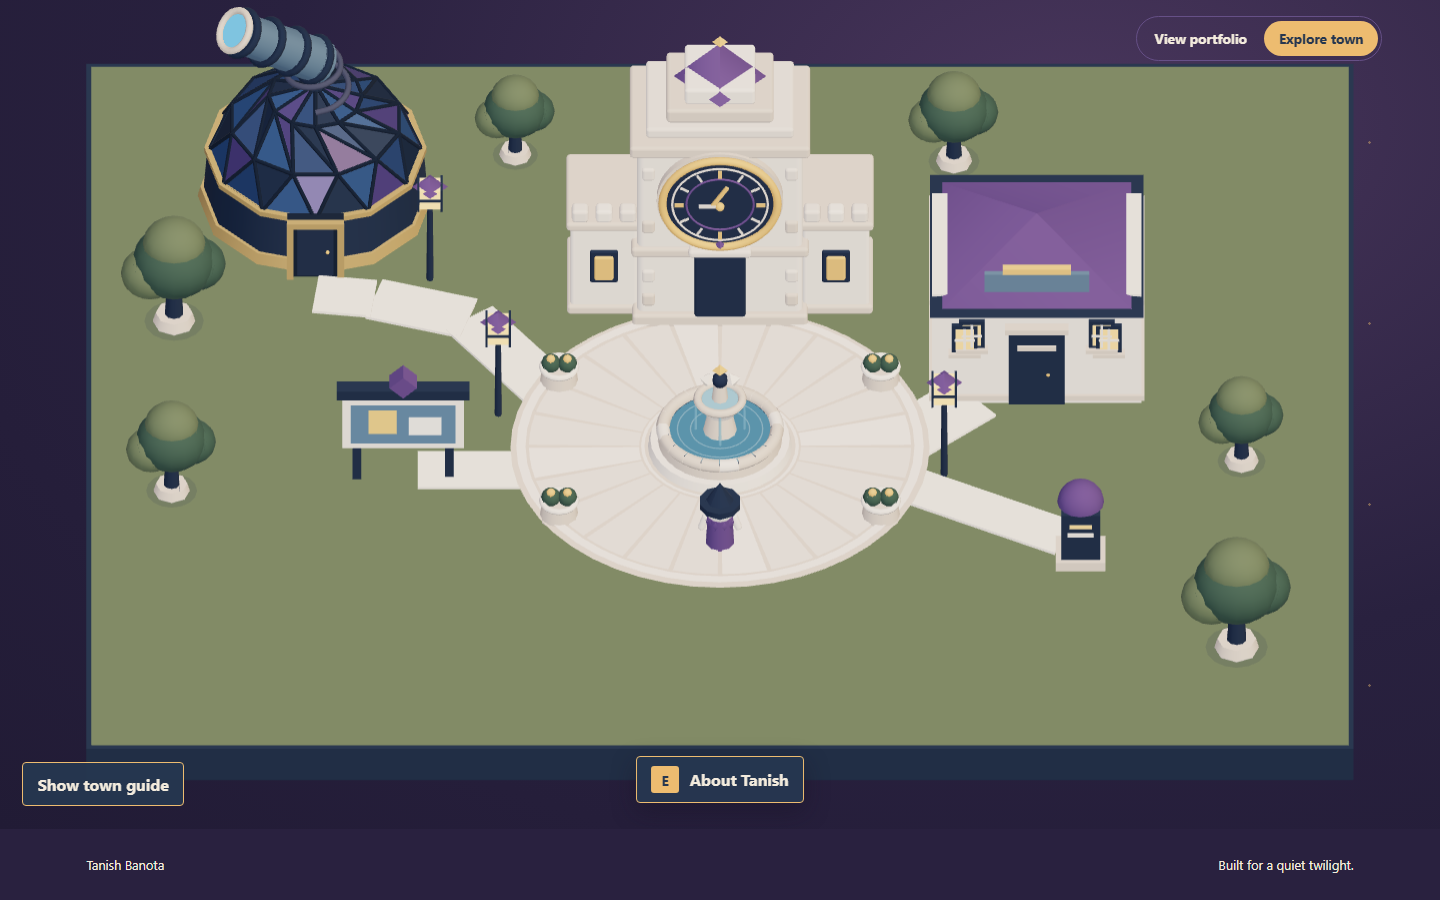 View portfolio
Explore town
Show town guide
E
About Tanish
Tanish Banota
Built for a quiet twilight.